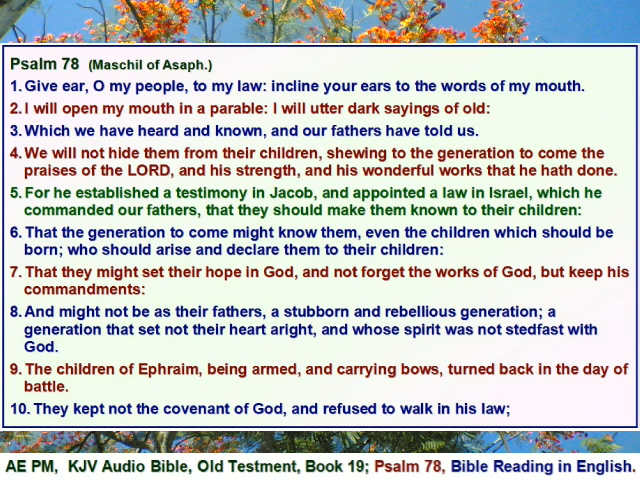 Psalm 78 (Maschil of Asaph.)
1. Give ear, O my people, to my law: incline your ears to the words of my mouth.
2. I will open my mouth in a parable: I will utter dark sayings of old:
3. Which we have heard and known, and our fathers have told us.
4. We will not hide them from their children, shewing to the generation to come the
praises of the LORD, and his strength, and his wonderful works that he hath done.
5. For he established a testimony in Jacob, and appointed a law in Israel, which he
commanded our fathers, that they should make them known to their children:
6. That the generation to come might know them, even the children which should be
born; who should arise and declare them to their children:
7. That they might set their hope in God, and not forget the works of God, but keep his
commandments:
8. And might not be as their fathers, a stubborn and rebellious generation; a
generation that set not their heart aright, and whose spirit was not stedfast with
God.
9. The children of Ephraim, being armed, and carrying bows, turned back in the day of
battle.
10. They kept not the covenant of God, and refused to walk in his law;
AE PM, KJV Audio Bible, Old Testment, Book 19; Psalm 78, Bible Reading in English.